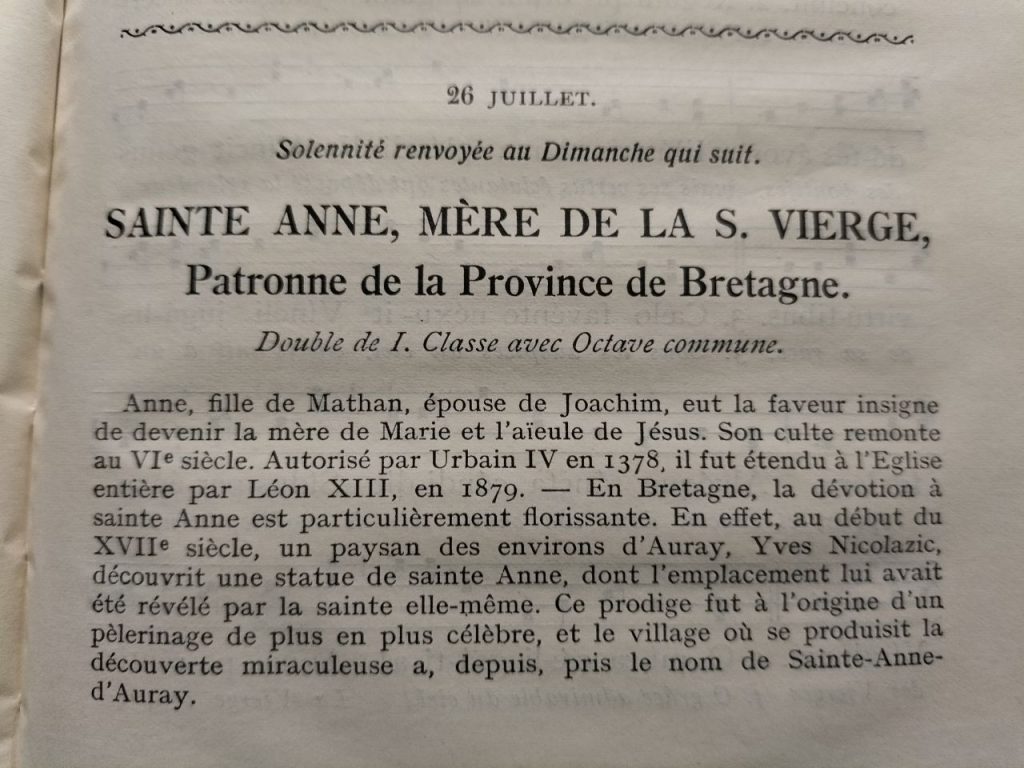 26 JUILLET.
Solennité renvoyée au Dimanche qui suit.
SAINTE ANNE, MÈRE DE LA S. VIERGE,
Patronne de la Province de Bretagne.
Double de I. Classe avec Octave commune.
Anne, fille de Mathan, épouse de Joachim, eut la faveur insigne
de devenir la mère de Marie et l'aïeule de Jésus. Son culte remonte
au VIe siècle. Autorisé par Urbain IV en 1378, il fut étendu à l'Eglise
entière par Léon XIII, en 1879. — En Bretagne, la dévotion à
sainte Anne est particulièrement florissante. En effet, au début du
XVIIe siècle, un paysan des environs d'Auray, Yves Nicolazic,
découvrit une statue de sainte Anne, dont l'emplacement lui avait
été révélé par la sainte elle-même. Ce prodige fut à l'origine d'un
pèlerinage de plus en plus célèbre, et le village où se produisit la
découverte miraculeuse a, depuis, pris le nom de Sainte-Anne-
d'Auray.